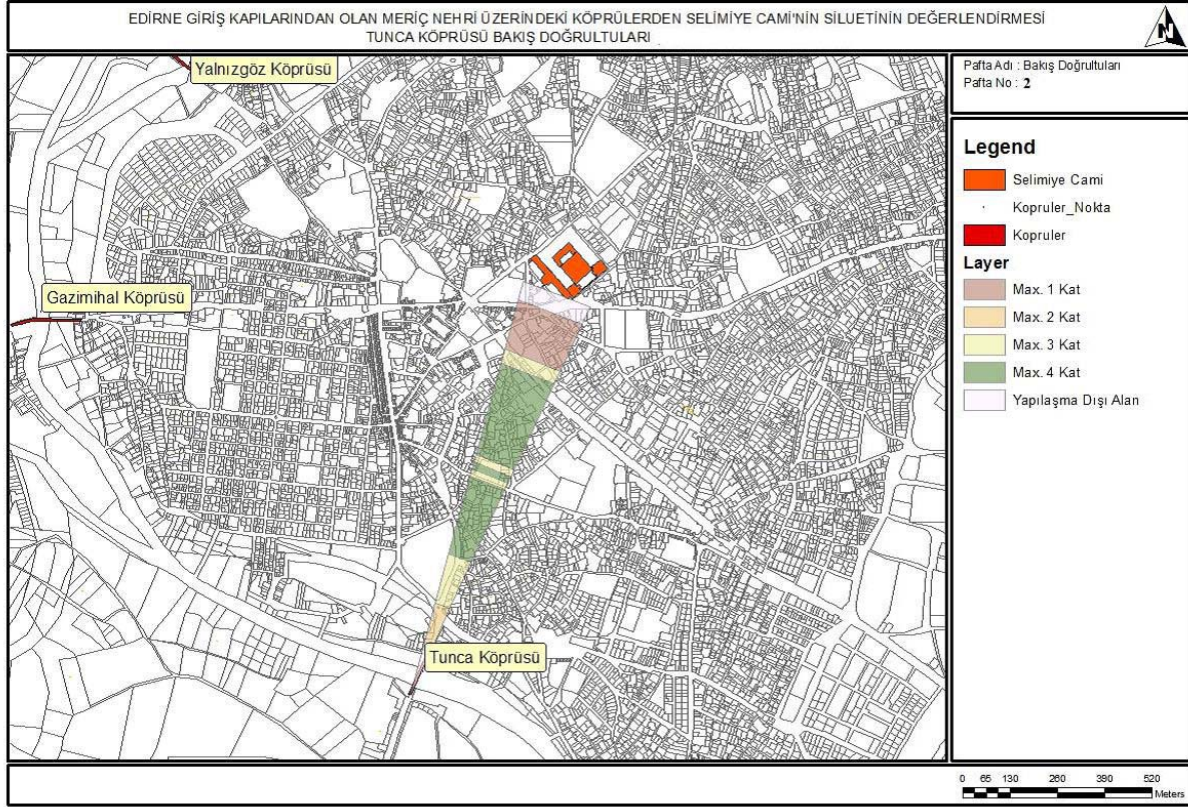 EDİRNE GİRİŞ KAPILARINDAN OLAN MERİÇ NEHRİ ÜZERİNDEKİ KÖPRÜLERDEN SELİMİYE CAMİ'NİN SİLUETİNİN DEĞERLENDİRMESİ
TUNCA KÖPRÜSÜ BAKIŞ DOĞRULTULARI
N
Pafta Adı : Bakış Doğrultuları
Pafta No : 2
Yalnızgöz Köprüsü
Gazimihal Köprüsü
Tunca Köprüsü
Legend
Selimiye Cami
Kopruler_Nokta
Kopruler
Layer
Max. 1 Kat
Max. 2 Kat
Max. 3 Kat
Max. 4 Kat
Yapılaşma Dışı Alan
0 65 130 260 390 520
Meters